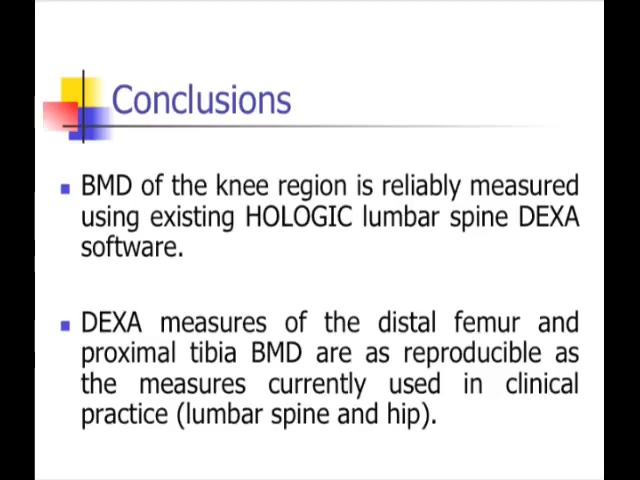 Conclusions
BMD of the knee region is reliably measured
using existing HOLOGIC lumbar spine DEXA
software.
DEXA measures of the distal femur and
proximal tibia BMD are as reproducible as
the measures currently used in clinical
practice (lumbar spine and hip).